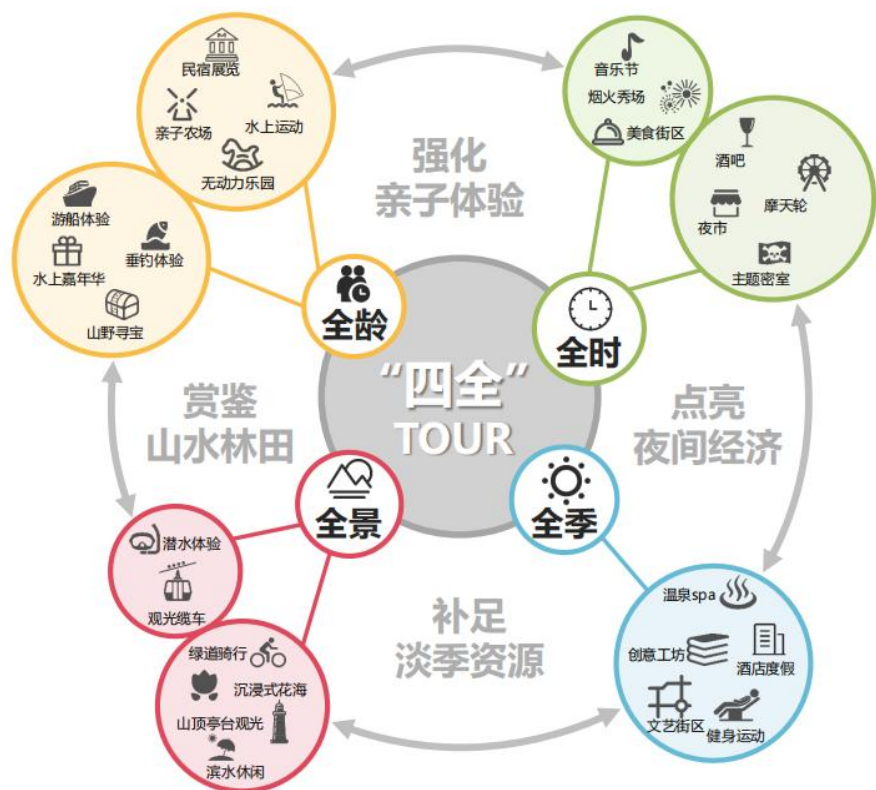 民宿展览
亲子农场
水上运动
无动力乐园
游船体验
垂钓体验
水上嘉年华
山野寻宝
全龄
强化
亲子体验
音乐节
烟火秀场
美食街区
酒吧
摩天轮
夜市
主题密室
全时
“四全”
TOUR
赏鉴
山水林田
点亮
夜间经济
全景
潜水体验
观光缆车
绿道骑行
沉浸式花海
山顶亭台观光
滨水休闲
全季
补足
淡季资源
温泉spa
创意工坊
酒店度假
文艺街区
健身运动